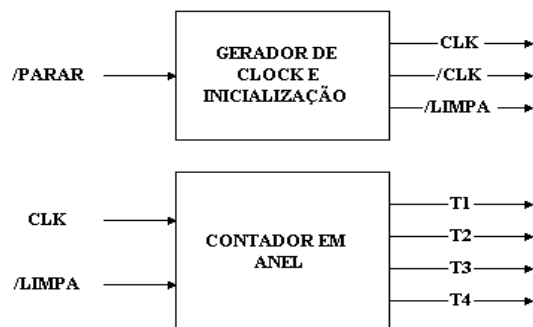 /PARAR
GERADOR DE
CLOCK E
INICIALIZAÇÃO
CLK
/CLK
/LIMPA
CLK
/LIMPA
CONTADOR EM
ANEL
T1
T2
T3
T4